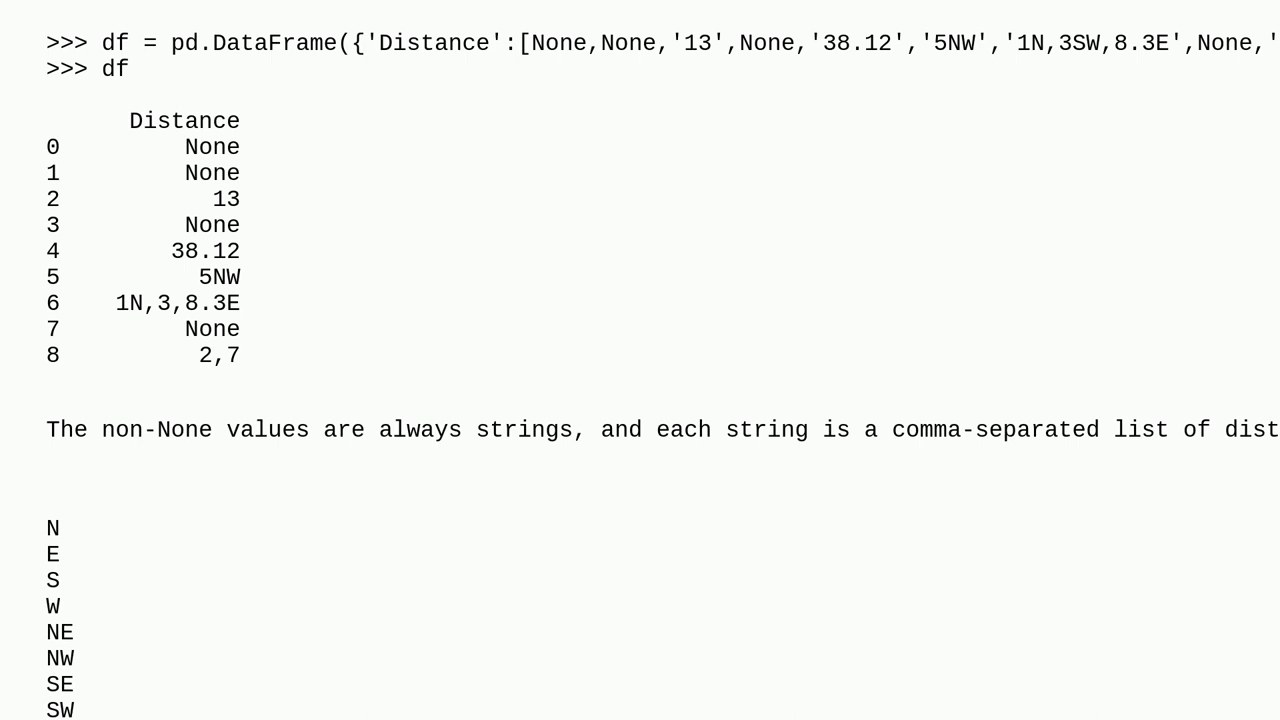 >>> df = pd.DataFrame({'Distance':[None,None,'13',None,'38.12','5NW','1N,3SW,8.3E',None,'
>>> df
Distance
0 None
1 None
2 13
3 None
4 38.12
5 5NW
6 1N,3,8.3E
7 None
8 2,7
The non-None values are always strings, and each string is a comma-separated list of dist
N
E
S
W
NE
NW
SE
SW